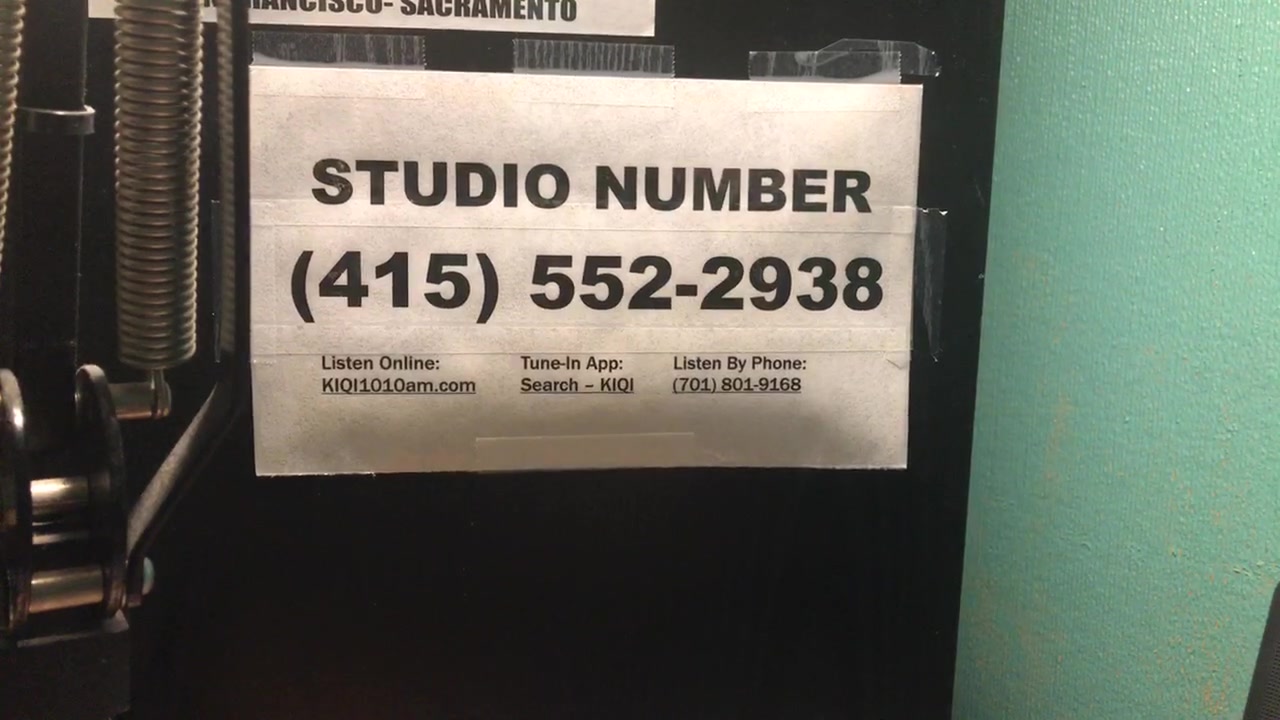 FRANCISCO- SACRAMENTO
STUDIO NUMBER
(415) 552-2938
Listen Online: Tune-In App: Listen By Phone:
KIQI1010am.com Search – KIQI (701) 801-9168